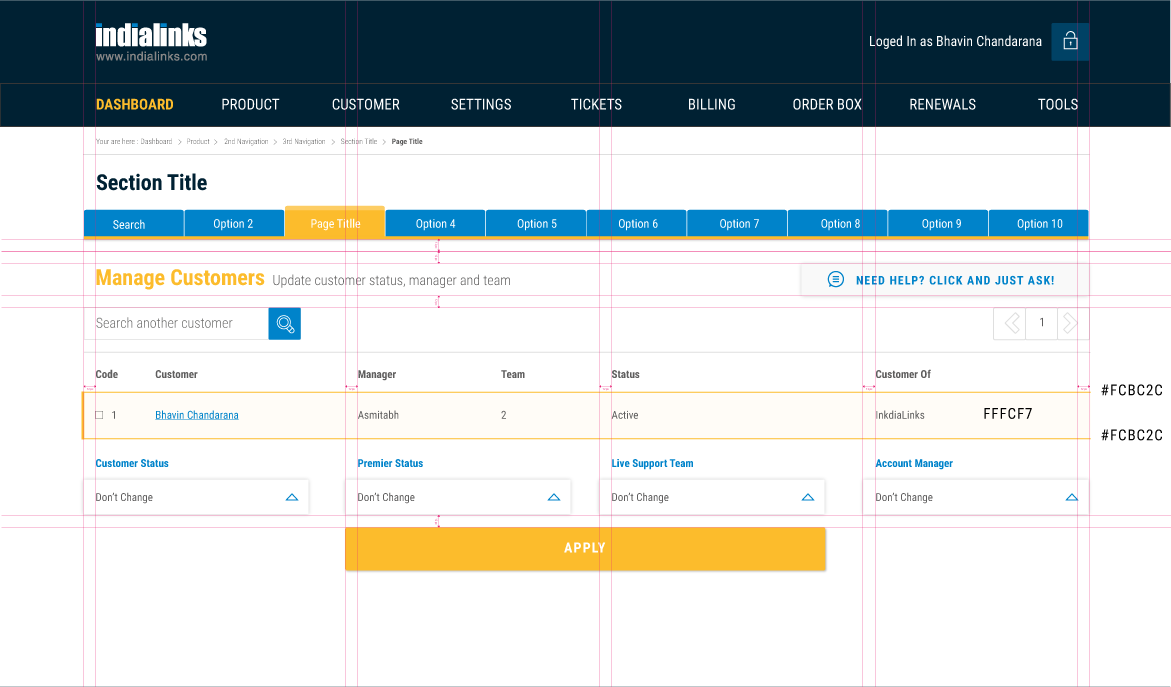 indialinks
www.indialinks.com
Loged In as Bhavin Chandarana
DASHBOARD PRODUCT CUSTOMER SETTINGS TICKETS BILLING ORDER BOX RENEWALS TOOLS
Your are here : Dashboard > Product > 2nd Navigation > 3rd Navigation > Section Title > Page Title
Section Title
Search Option 2 Page Titlle Option 4 Option 5 Option 6 Option 7 Option 8 Option 9 Option 10
Manage Customers Update customer status, manager and team
NEED HELP? CLICK AND JUST ASK!
Search another customer
1
Code Customer Manager Team Status Customer Of
#FCBC2C
1 Bhavin Chandarana Asmitabh 2 Active InkdiaLinks FFFCF7
#FCBC2C
Customer Status Premier Status Live Support Team Account Manager
Don't Change Don't Change Don't Change Don't Change
APPLY